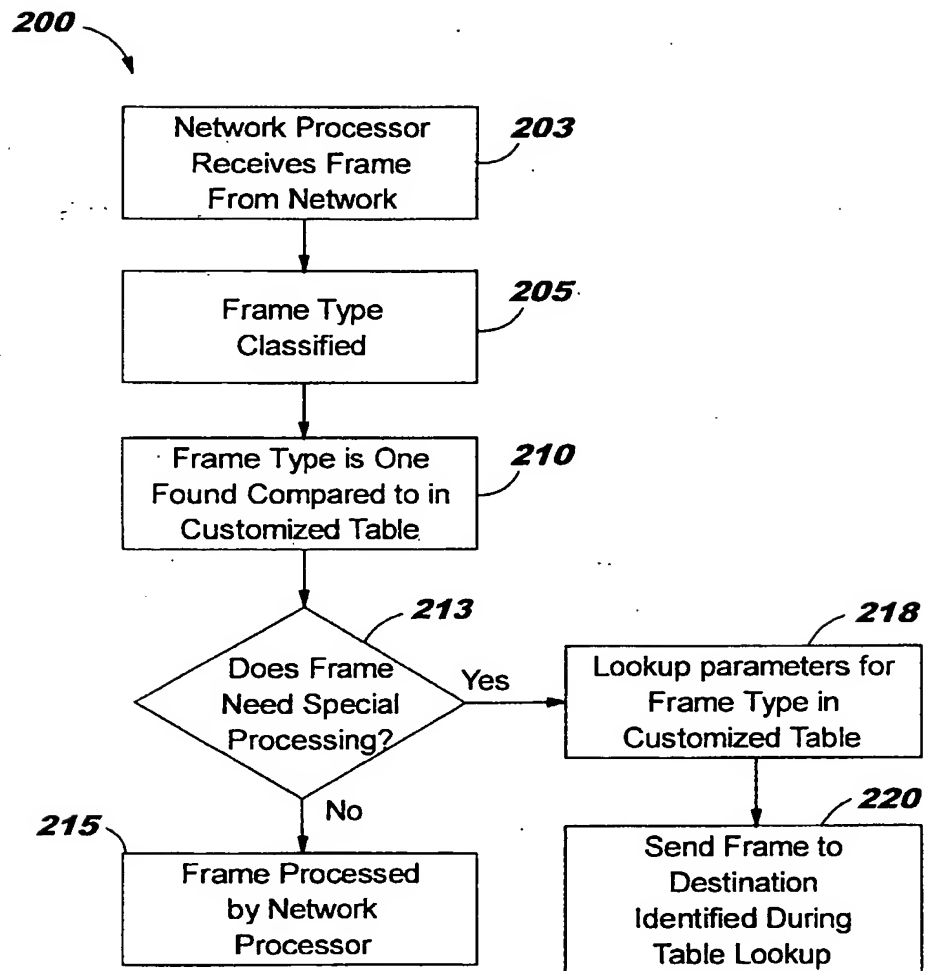 200
Network Processor
Receives Frame
From Network
203
Frame Type
Classified
205
Frame Type is One
Found Compared to in
Customized Table
210
Does Frame
Need Special
Processing?
213
Yes
No
Lookup parameters for
Frame Type in
Customized Table
218
215
Frame Processed
by Network
Processor
Send Frame to
Destination
Identified During
Table Lookup
220